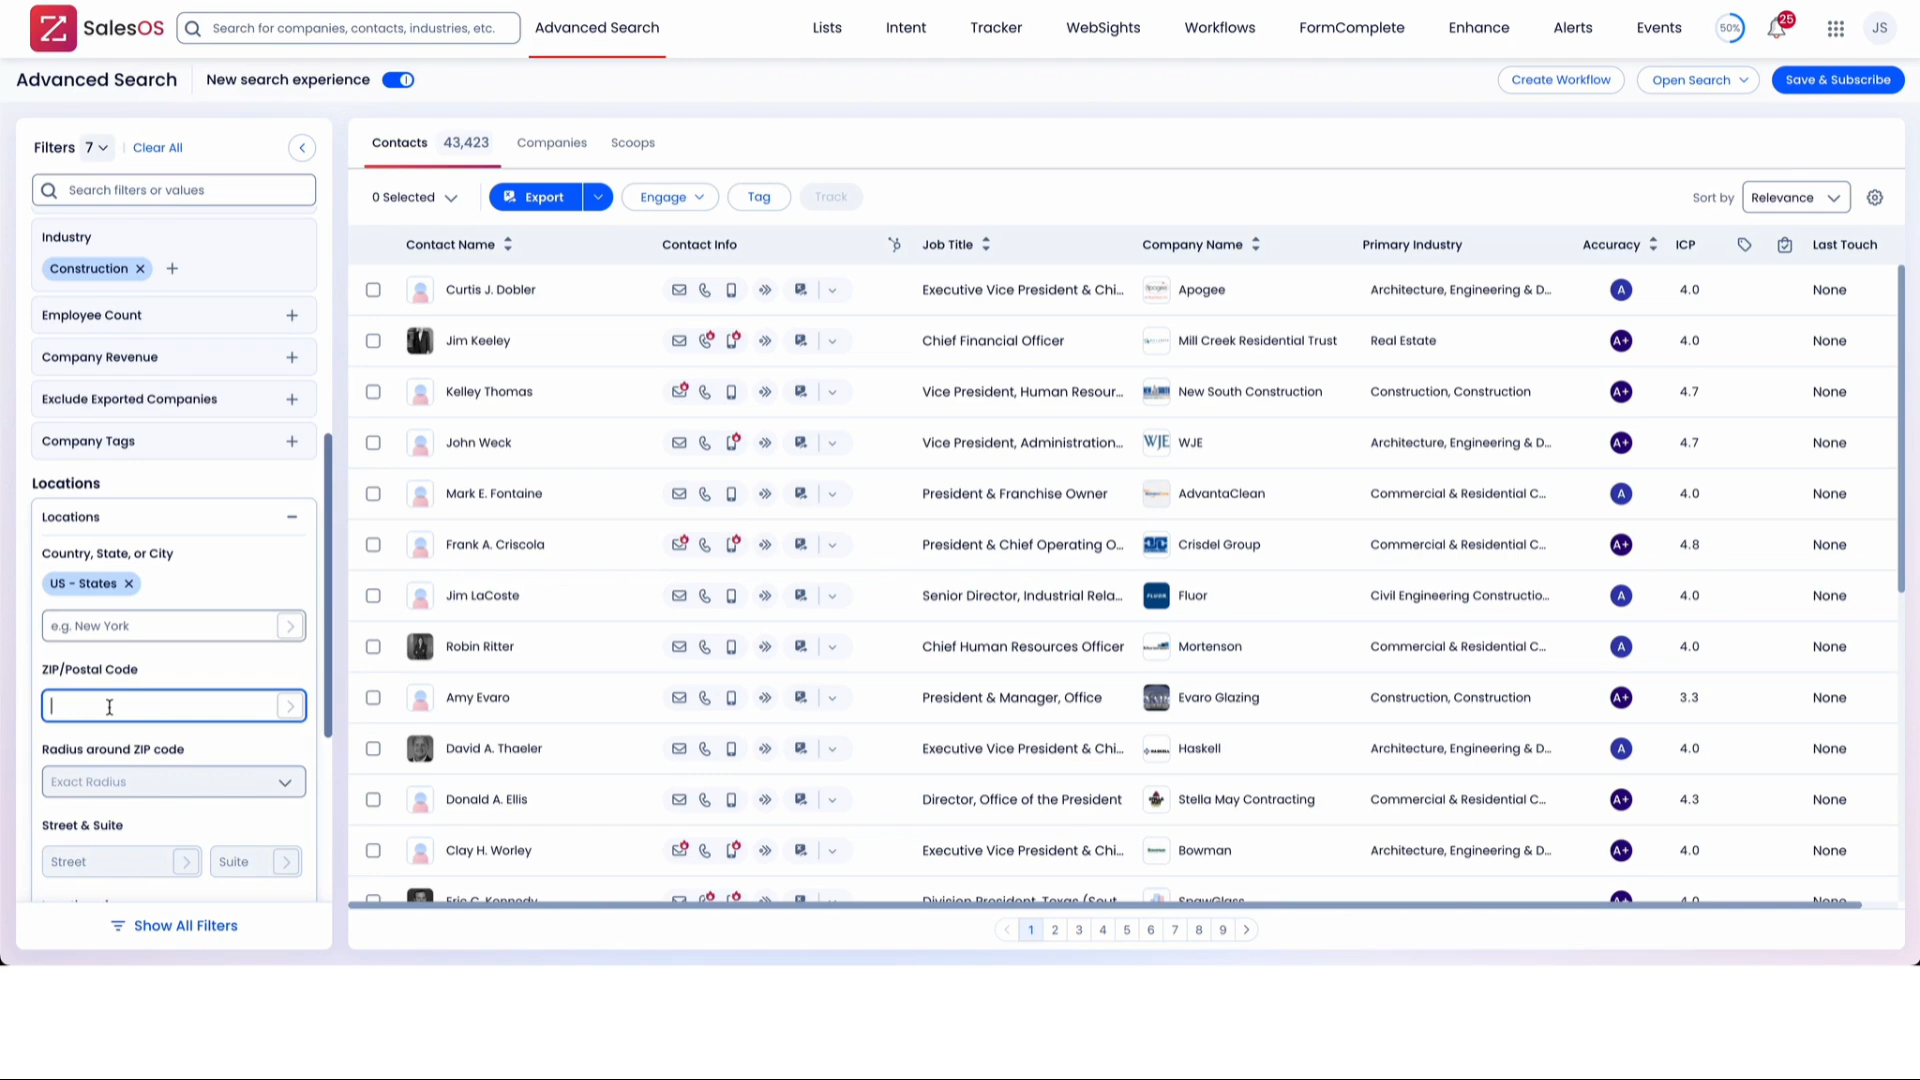 SalesOS
Search for companies, contacts, industries, etc.
Advanced Search
Lists
Intent
Tracker
WebSights
Workflows
FormComplete
Enhance
Alerts
Events
50%
25
JS
Advanced Search
New search experience
Create Workflow
Open Search
Save & Subscribe
Filters 7
Clear All
Search filters or values
Industry
Construction
Employee Count
Company Revenue
Exclude Exported Companies
Company Tags
Locations
Locations
Country, State, or City
US - States
e.g. New York
ZIP/Postal Code
Radius around ZIP code
Exact Radius
Street & Suite
Street
Suite
Show All Filters
Contacts 43,423
Companies
Scoops
0 Selected
Export
Engage
Tag
Track
Sort by
Relevance
Contact Name Contact Info Job Title Company Name Primary Industry Accuracy ICP Last Touch
Curtis J. Dobler Executive Vice President & Chi... Apogee Architecture, Engineering & D... A 4.0 None
Jim Keeley Chief Financial Officer Mill Creek Residential Trust Real Estate A+ 4.0 None
Kelley Thomas Vice President, Human Resour... New South Construction Construction, Construction A+ 4.7 None
John Weck Vice President, Administration... WJE WJE Architecture, Engineering & D... A+ 4.7 None
Mark E. Fontaine President & Franchise Owner AdvantaClean Commercial & Residential C... A 4.0 None
Frank A. Criscola President & Chief Operating O... Crisdel Group Commercial & Residential C... A+ 4.8 None
Jim LaCoste Senior Director, Industrial Rela... FLUOR Fluor Civil Engineering Constructio... A 4.0 None
Robin Ritter Chief Human Resources Officer Mortenson Commercial & Residential C... A 4.0 None
Amy Evaro President & Manager, Office Evaro Glazing Construction, Construction A+ 3.3 None
David A. Thaeler Executive Vice President & Chi... Haskell Architecture, Engineering & D... A 4.0 None
Donald A. Ellis Director, Office of the President Stella May Contracting Commercial & Residential C... A+ 4.3 None
Clay H. Worley Executive Vice President & Chi... Bowman Architecture, Engineering & D... A+ 4.0 None
Eric C. Kennedy Division President, Texas (Sout... SpawGlass A+ 4.0 None
1 2 3 4 5 6 7 8 9